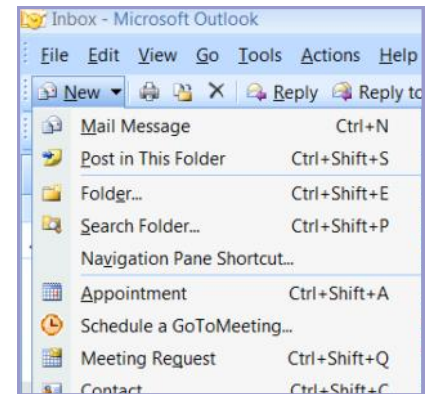 Inbox - Microsoft Outlook
File Edit View Go Tools Actions Help
New Reply Reply to
Mail Message Ctrl+N
Post in This Folder Ctrl+Shift+S
Folder... Ctrl+Shift+E
Search Folder... Ctrl+Shift+P
Navigation Pane Shortcut...
Appointment Ctrl+Shift+A
Schedule a GoToMeeting...
Meeting Request Ctrl+Shift+Q
Contact Ctrl+Shift+C